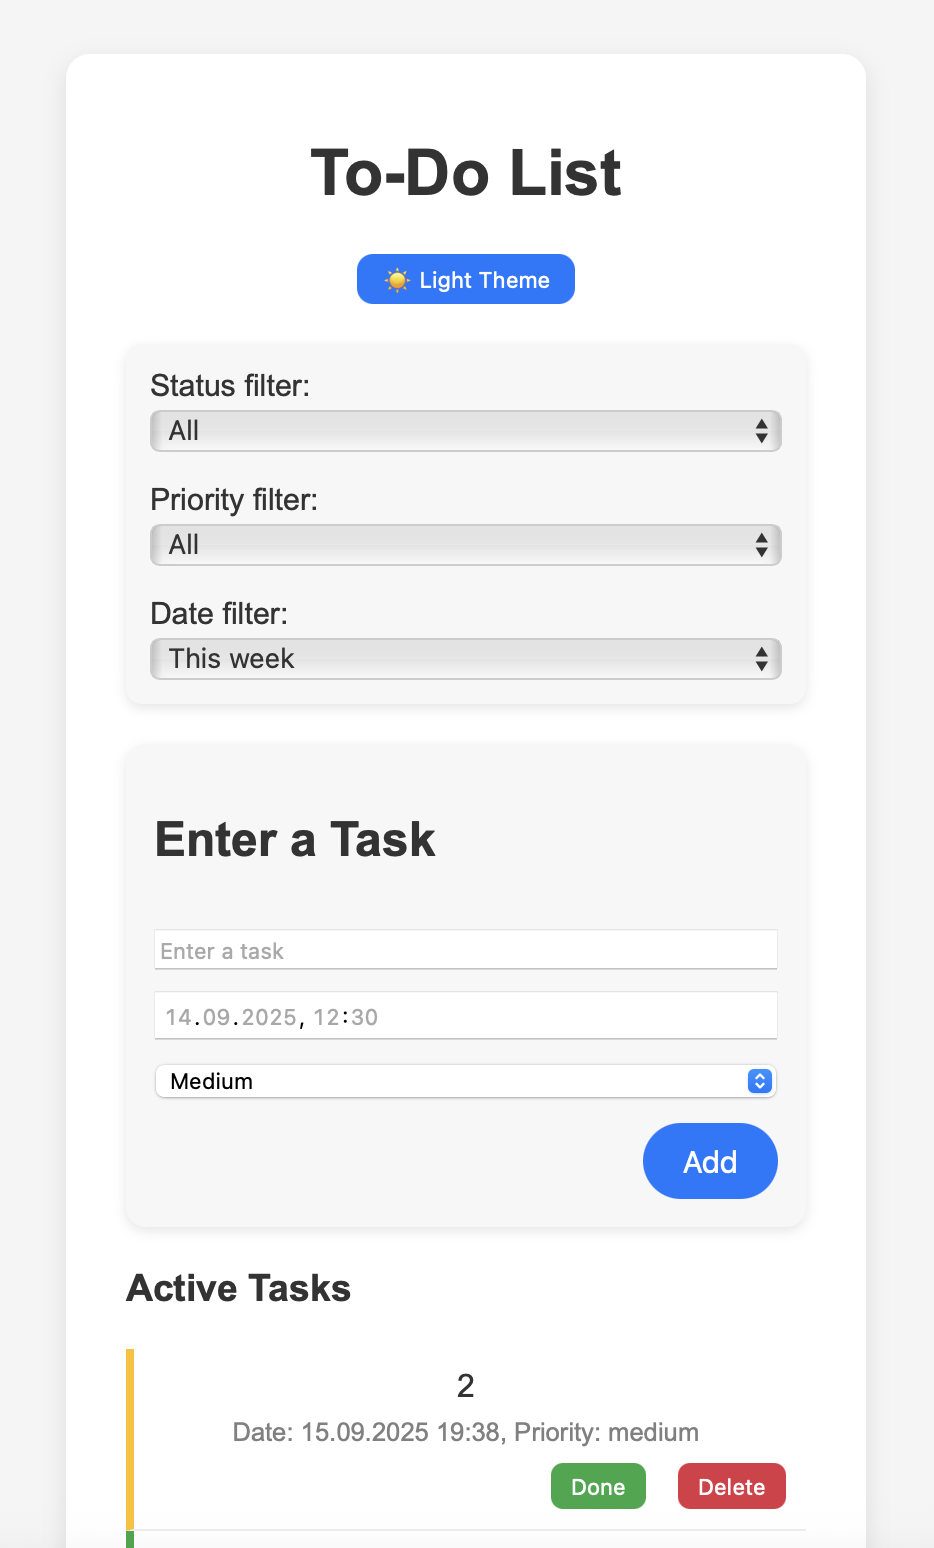 To-Do List
☀️ Light Theme
Status filter:
All
Priority filter:
All
Date filter:
This week
Enter a Task
Enter a task
14.09.2025, 12:30
Medium
Add
Active Tasks
2
Date: 15.09.2025 19:38, Priority: medium
Done Delete